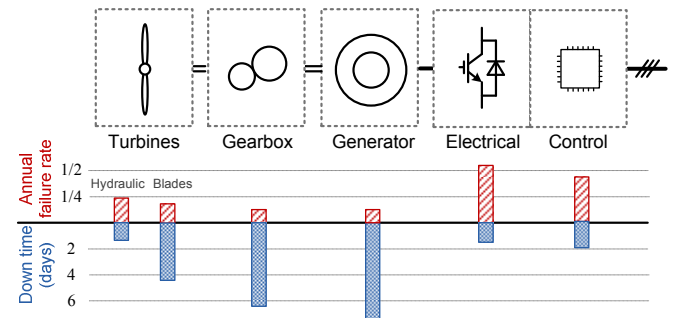 Turbines Gearbox Generator Electrical Control
Annual
failure rate
1/2
Hydraulic Blades
1/4
Down time
(days)
2
4
6